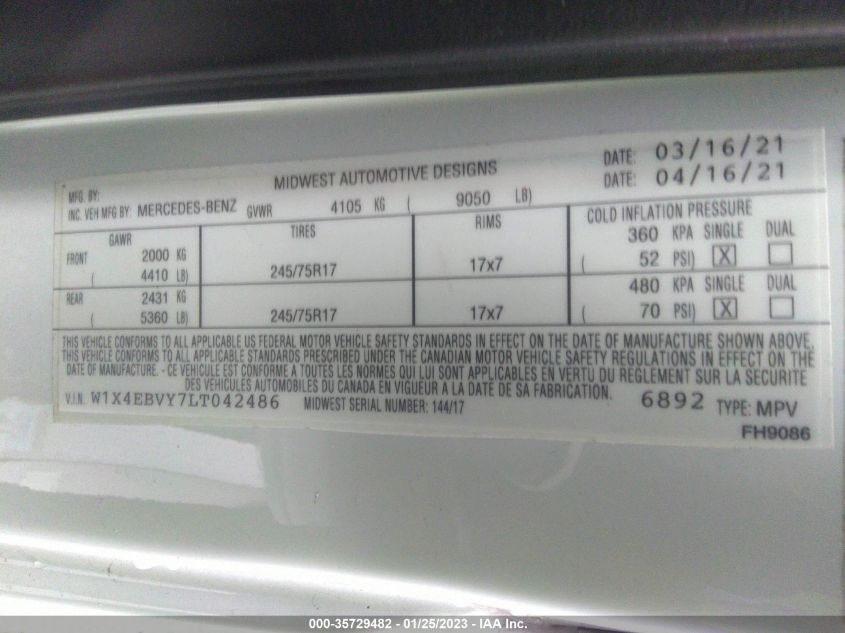 MIDWEST AUTOMOTIVE DESIGNS
DATE: 03/16/21
DATE: 04/16/21
MFG. BY:
INC. VEH MFG BY: MERCEDES-BENZ GVWR 4105 KG ( 9050 LB)
GAWR TIRES RIMS COLD INFLATION PRESSURE
FRONT 2000 KG 360 KPA SINGLE DUAL
( 4410 LB) 245/75R17 17x7 ( 52 PSI) X
REAR 2431 KG 480 KPA SINGLE DUAL
( 5360 LB) 245/75R17 17x7 ( 70 PSI) X
THIS VEHICLE CONFORMS TO ALL APPLICABLE US FEDERAL MOTOR VEHICLE SAFETY STANDARDS IN EFFECT ON THE DATE OF MANUFACTURE SHOWN ABOVE.
THIS VEHICLE CONFORMS TO ALL APPLICABLE STANDARDS PRESCRIBED UNDER THE CANADIAN MOTOR VEHICLE SAFETY REGULATIONS IN EFFECT ON THE
DATE OF MANUFACTURE. - CE VEHICULE EST CONFORME A TOUTES LES NORMES QUI LUI SONT APPLICABLES EN VERTU DU REGLEMENT SUR LA SECURITE
DES VEHICULES AUTOMOBILES DU CANADA EN VIGUEUR A LA DATE DE SA FABRICATION.
V.I.N. W1X4EBVY7LT042486 MIDWEST SERIAL NUMBER: 144/17 6892 TYPE: MPV
FH9086
000-35729482 - 01/25/2023 - IAA Inc.